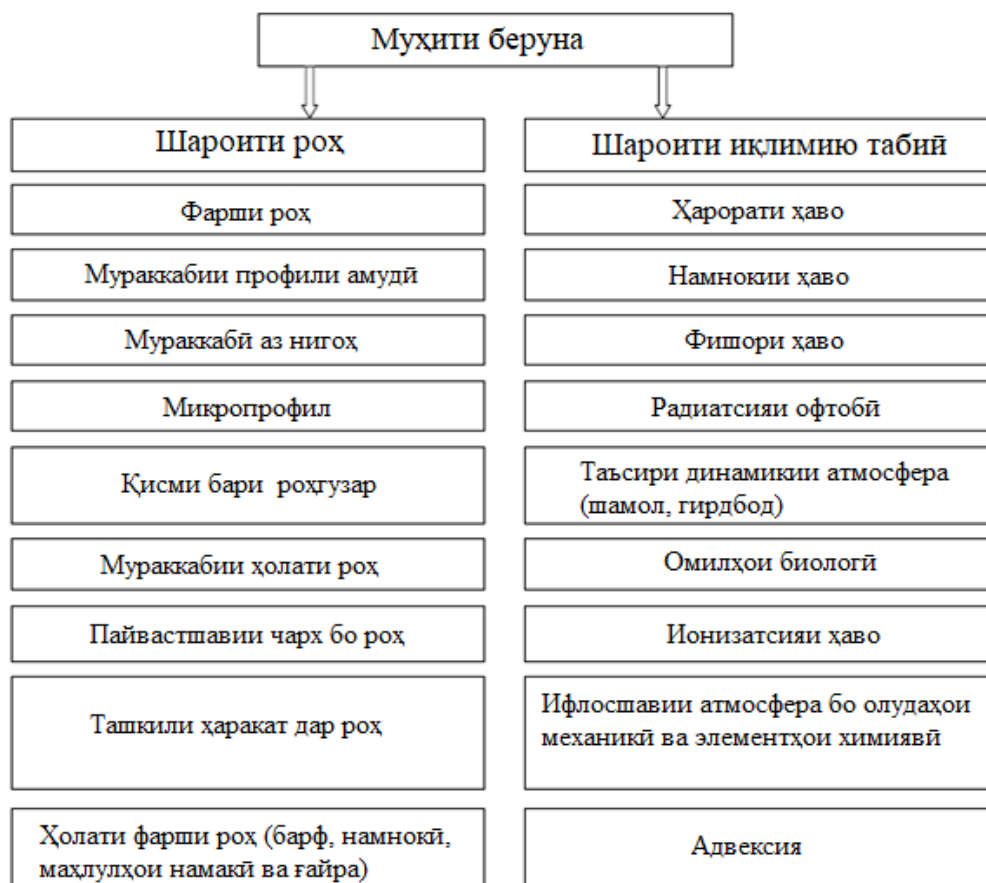 Муҳити беруна
Шароити роҳ
Фарши роҳ
Мураккабии профили амудӣ
Мураккабӣ аз нигоҳ
Микропрофил
Қисми бари роҳгузар
Мураккабии ҳолати роҳ
Пайвастшавии чарх бо роҳ
Ташкили ҳаракат дар роҳ
Ҳолати фарши роҳ (барф, намнокӣ,
маҳлулҳои намакӣ ва ғайра)
Шароити иқлимию табиӣ
Ҳарорати ҳаво
Намнокии ҳаво
Фишори ҳаво
Радиатсияи офтобӣ
Таъсири динамикии атмосфера
(шамол, гирдбод)
Омилҳои биологӣ
Ионизатсияи ҳаво
Ифлосшавии атмосфера бо олудаҳои
механикӣ ва элементҳои химиявӣ
Адвексия